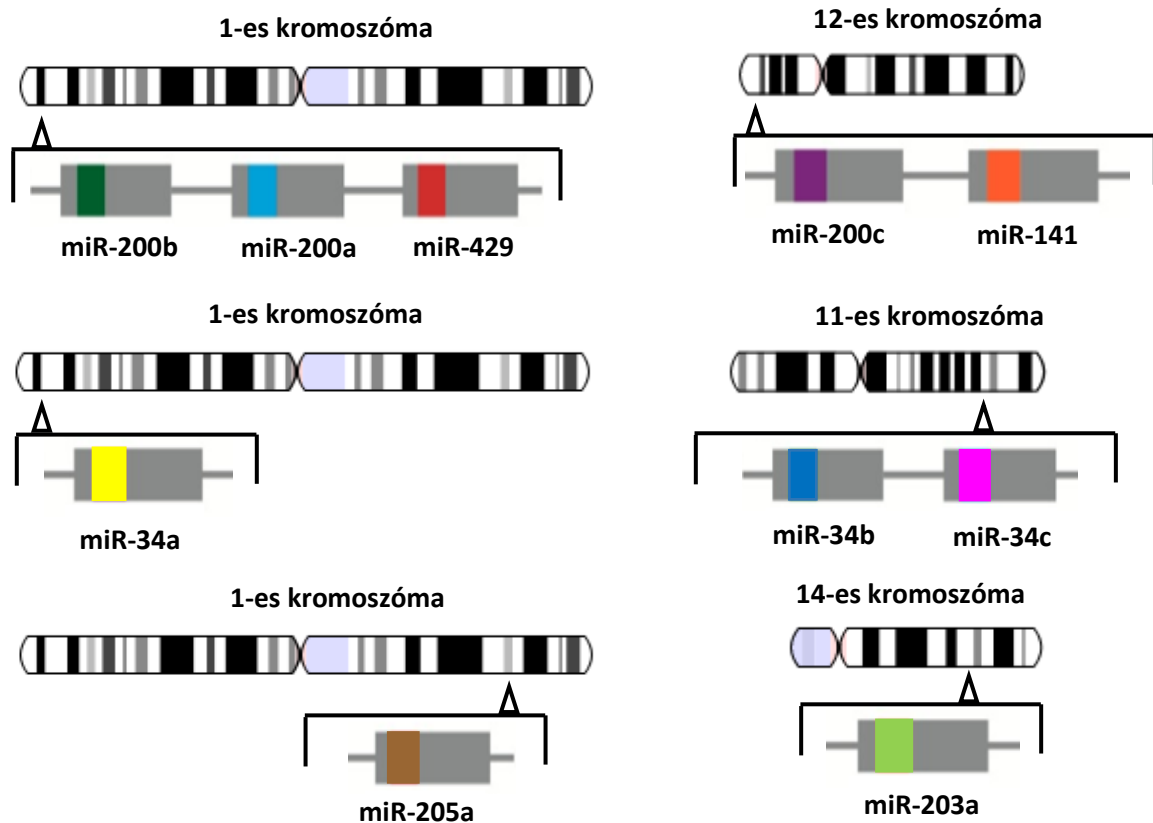 1-es kromoszóma
12-es kromoszóma
miR-200b miR-200a miR-429
miR-200c miR-141
1-es kromoszóma
11-es kromoszóma
miR-34a
miR-34b miR-34c
1-es kromoszóma
14-es kromoszóma
miR-205a
miR-203a